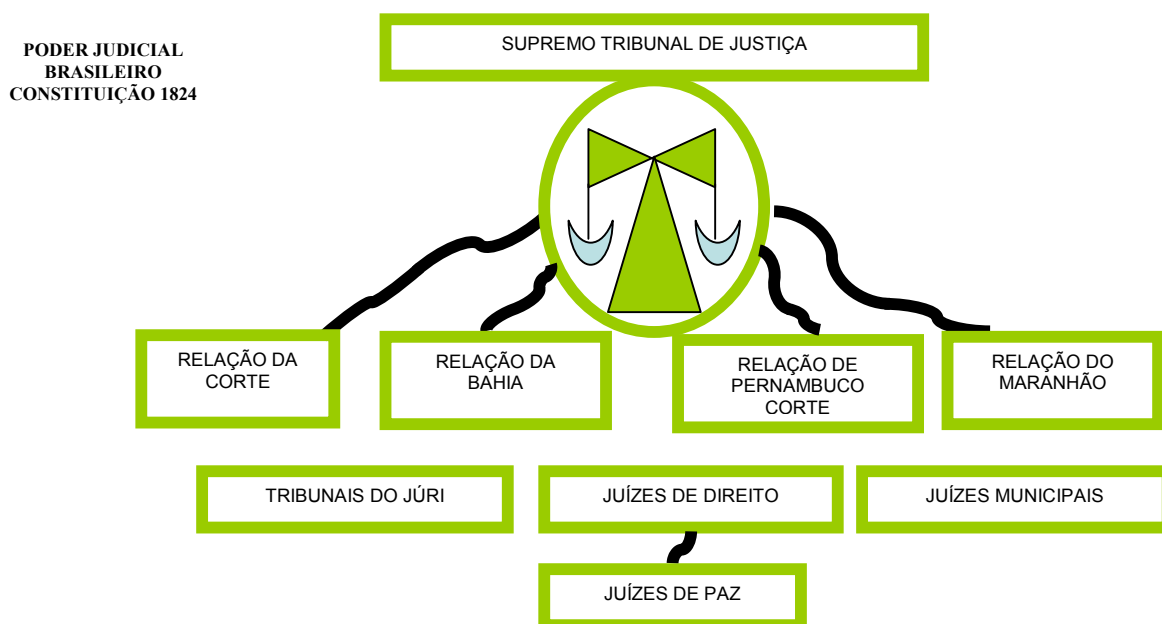 PODER JUDICIAL
BRASILEIRO
CONSTITUIÇÃO 1824
SUPREMO TRIBUNAL DE JUSTIÇA
RELAÇÃO DA
CORTE
RELAÇÃO DA
BAHIA
RELAÇÃO DE
PERNAMBUCO
CORTE
RELAÇÃO DO
MARANHÃO
TRIBUNAIS DO JÚRI
JUÍZES DE DIREITO
JUÍZES MUNICIPAIS
JUÍZES DE PAZ